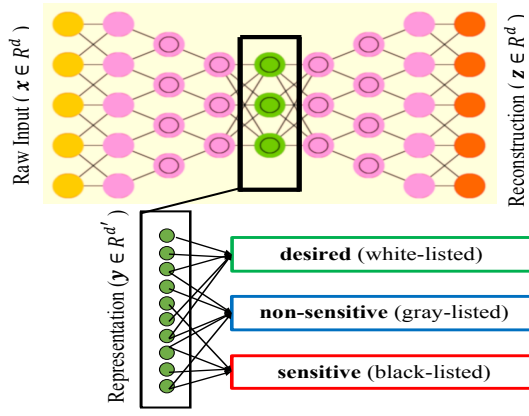 Raw Input ( x ∈ R^d )
Reconstruction ( z ∈ R^d )
Representation (y ∈ R^d')
desired (white-listed)
non-sensitive (gray-listed)
sensitive (black-listed)